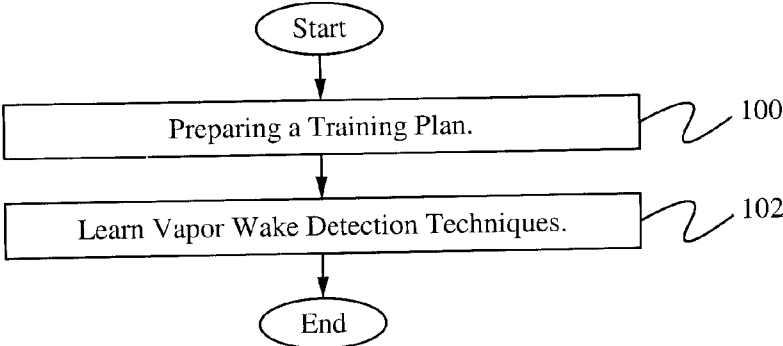 Start
Preparing a Training Plan.
100
Learn Vapor Wake Detection Techniques.
102
End